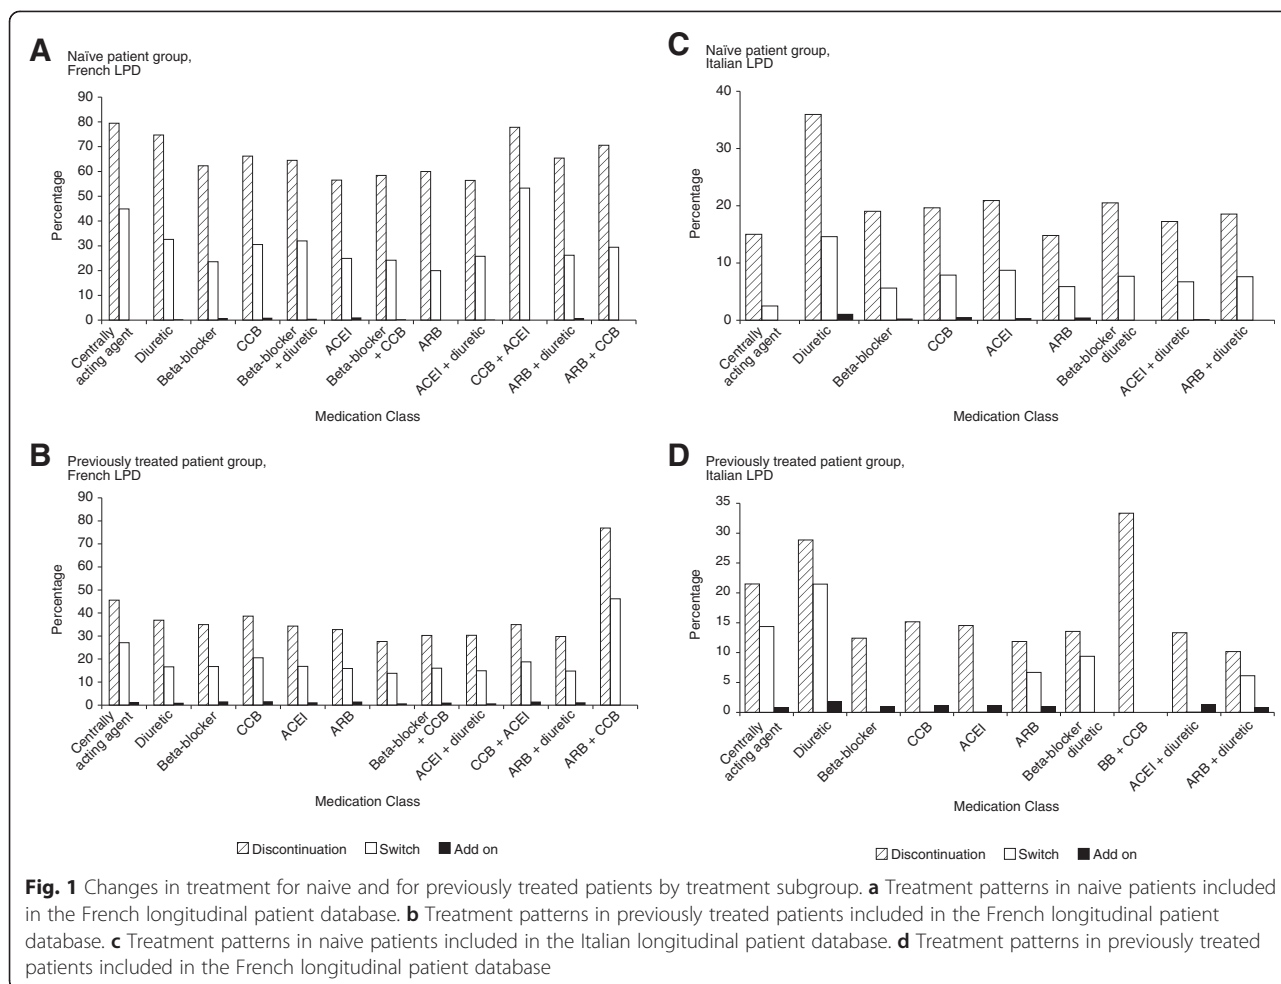 A
Naïve patient group,
French LPD
Percentage
90
80
70
60
50
40
30
20
10
0
Centrally
acting agent
Diuretic
Beta-blocker
CCB
Beta-blocker
+ diuretic
ACEI
Beta-blocker
+ CCB
ARB
ACEI + diuretic
CCB + ACEI
ARB + diuretic
ARB + CCB
Medication Class
C
Naïve patient group,
Italian LPD
Percentage
40
30
20
10
0
Centrally
acting agent
Diuretic
Beta-blocker
CCB
ACEI
ARB
Beta-blocker
diuretic
ACEI + diuretic
ARB + diuretic
Medication Class
B
Previously treated patient group,
French LPD
Percentage
90
80
70
60
50
40
30
20
10
0
Centrally
acting agent
Diuretic
Beta-blocker
CCB
ACEI
ARB
Beta-blocker
+ CCB
ACEI + diuretic
CCB + ACEI
ARB + diuretic
ARB + CCB
Medication Class
Discontinuation Switch Add on
D
Previously treated patient group,
Italian LPD
Percentage
35
30
25
20
15
10
5
0
Centrally
acting agent
Diuretic
Beta-blocker
CCB
ACEI
ARB
Beta-blocker
diuretic
BB + CCB
ACEI + diuretic
ARB + diuretic
Medication Class
Discontinuation Switch Add on
Fig. 1 Changes in treatment for naive and for previously treated patients by treatment subgroup. a Treatment patterns in naive patients included
in the French longitudinal patient database. b Treatment patterns in previously treated patients included in the French longitudinal patient
database. c Treatment patterns in naive patients included in the Italian longitudinal patient database. d Treatment patterns in previously treated
patients included in the French longitudinal patient database